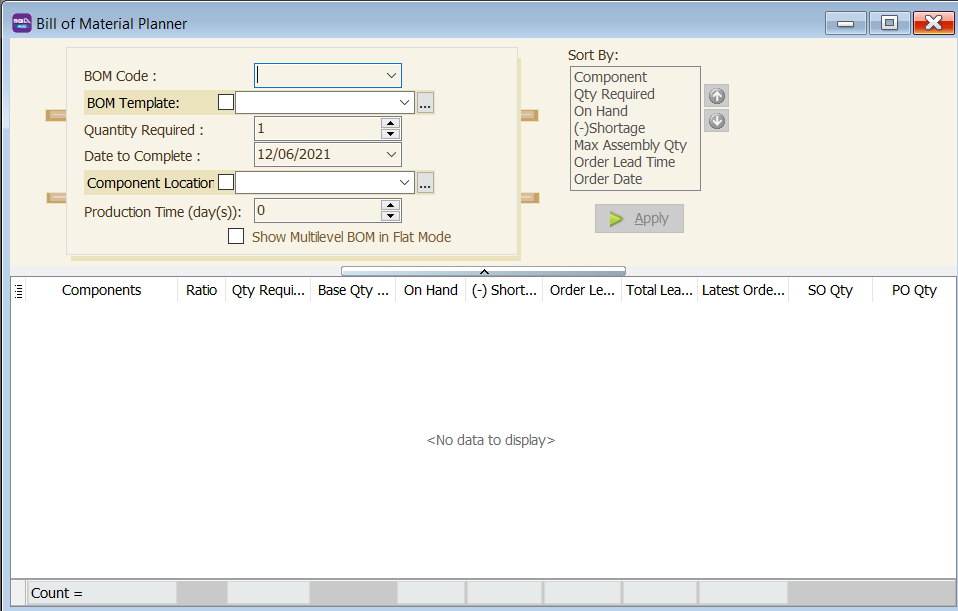 Bill of Material Planner
BOM Code :
BOM Template:
...
Quantity Required :
1
Date to Complete :
12/06/2021
Component Location
...
Production Time (day(s)):
0
Show Multilevel BOM in Flat Mode
Sort By:
Component
Qty Required
On Hand
(-)Shortage
Max Assembly Qty
Order Lead Time
Order Date
Apply
Components Ratio Qty Requi... Base Qty ... On Hand (-) Short... Order Le... Total Lea... Latest Orde... SO Qty PO Qty
<No data to display>
Count =